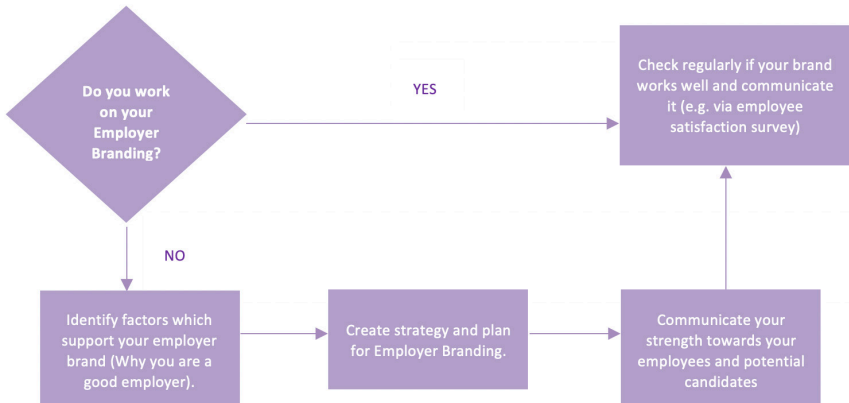 Do you work
on your
Employer
Branding?
YES
Check regularly if your brand
works well and communicate
it (e.g. via employee
satisfaction survey)
NO
Identify factors which
support your employer
brand (Why you are a
good employer).
Create strategy and plan
for Employer Branding.
Communicate your
strength towards your
employees and potential
candidates